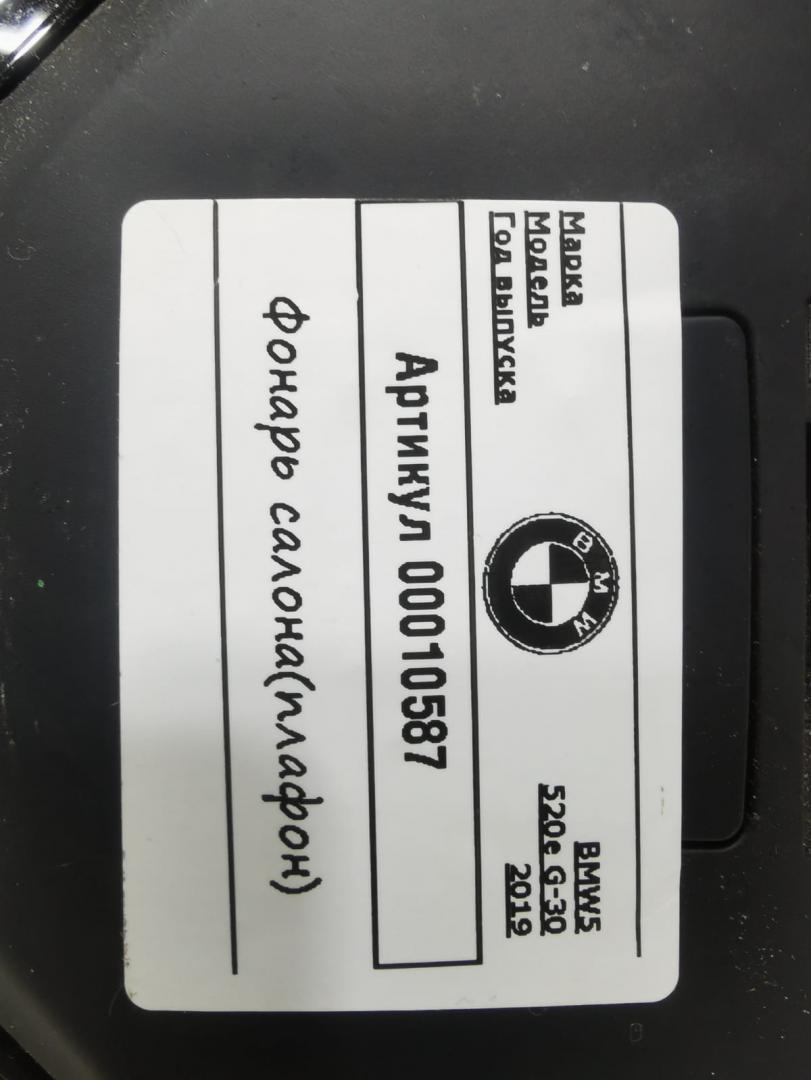 Марка BMW5
Модель 520e G-30
Год выпуска 2019
BMW
Артикул 00010587
Фонарь салона(плафон)